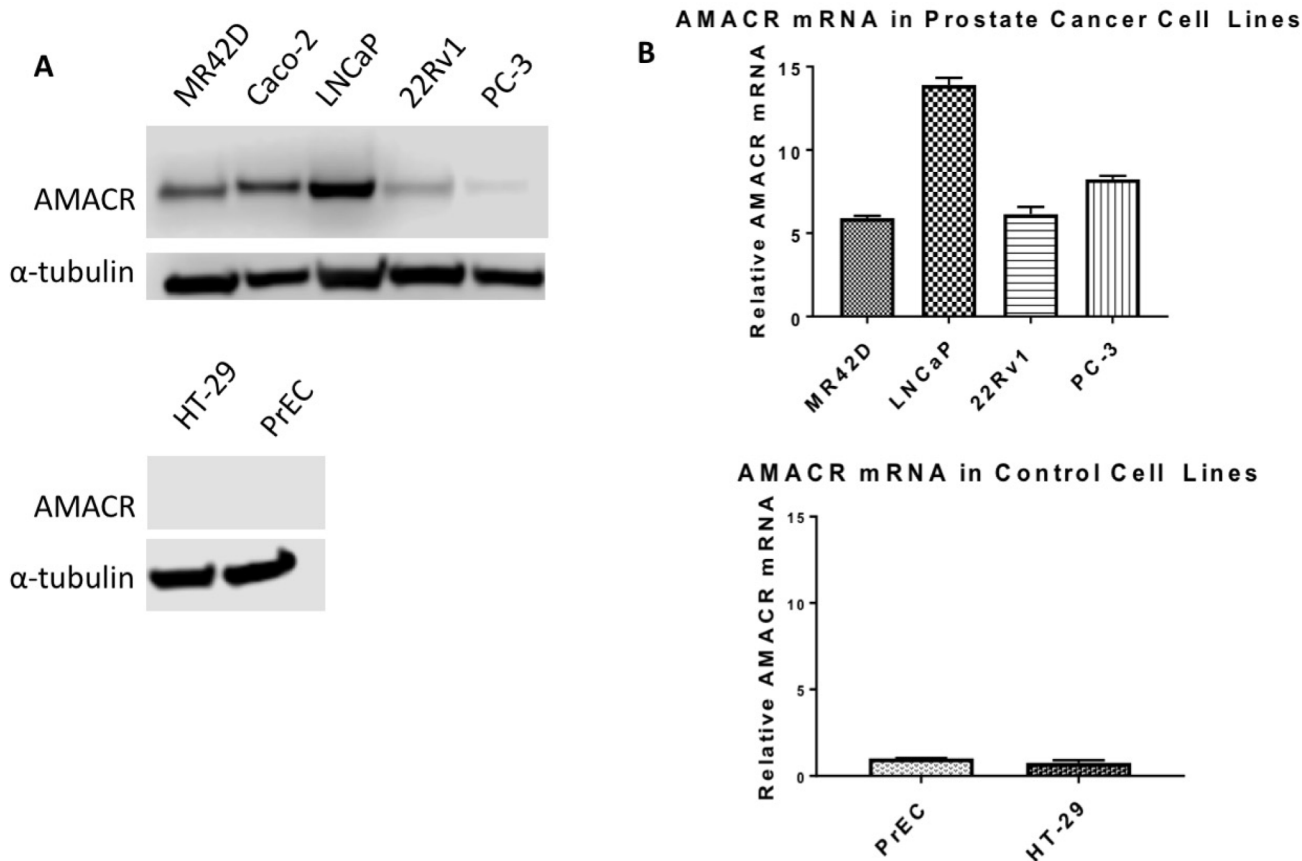 A
MR42D
Caco-2
LNCaP
22Rv1
PC-3
AMACR
α-tubulin
HT-29
PrEC
AMACR
α-tubulin
B
AMACR mRNA in Prostate Cancer Cell Lines
Relative AMACR mRNA
15
10
5
0
MR42D
LNCaP
22Rv1
PC-3
AMACR mRNA in Control Cell Lines
Relative AMACR mRNA
15
10
5
0
PrEC
HT-29